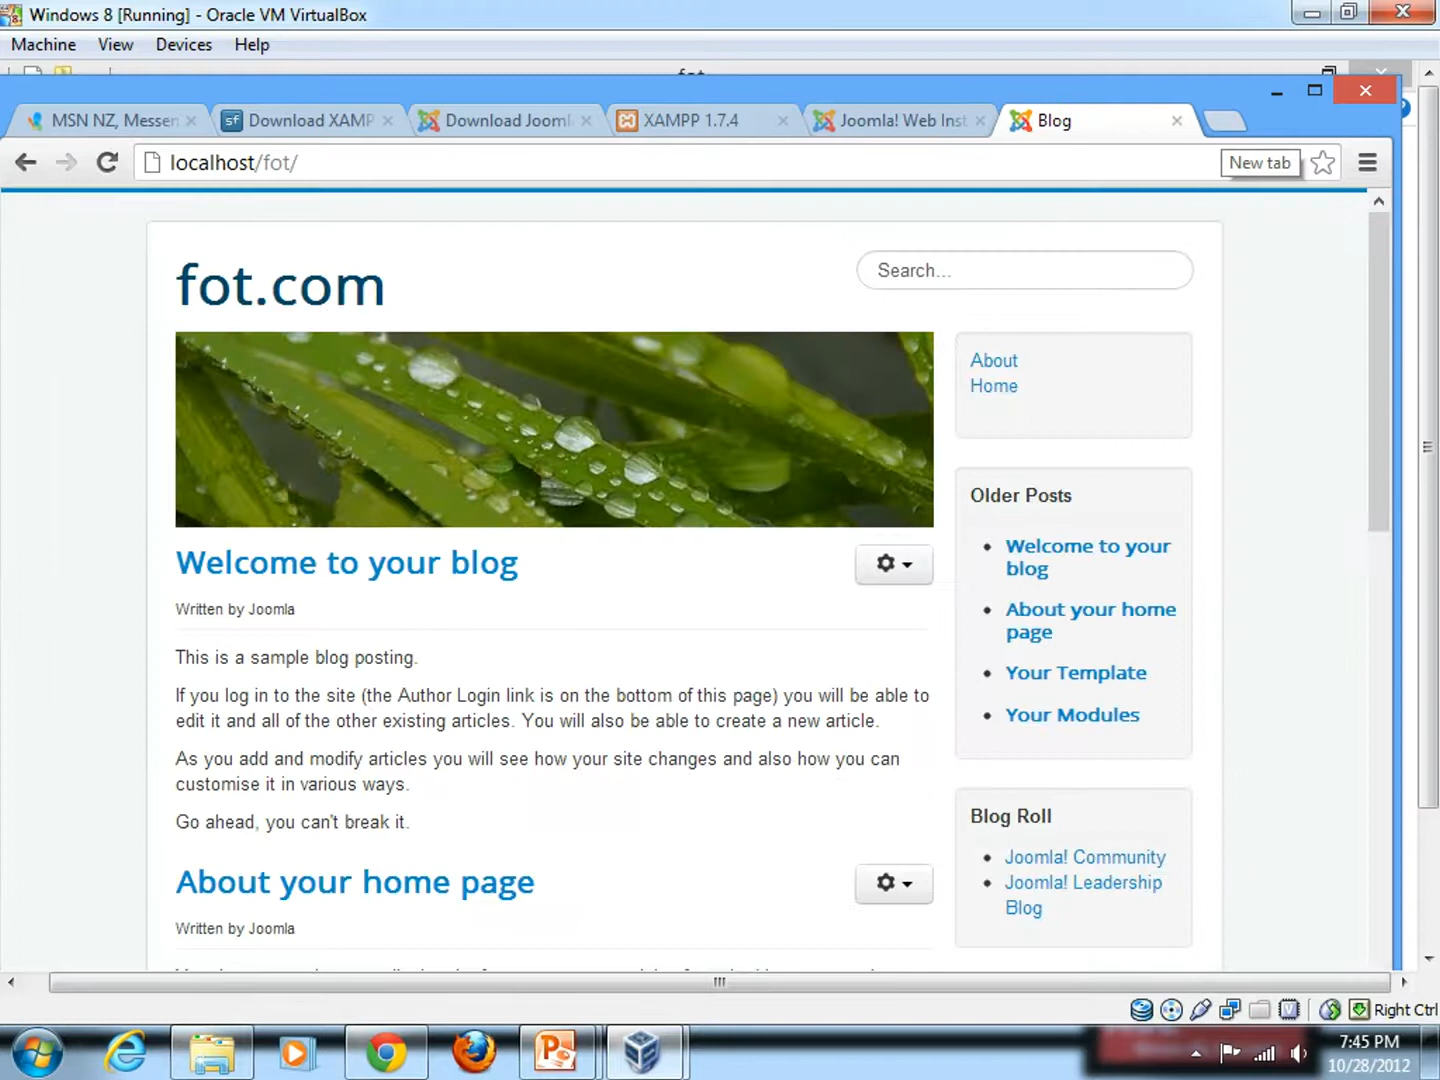 Windows 8 [Running] - Oracle VM VirtualBox
Machine View Devices Help
fot
MSN NZ, Messen
Download XAMP
Download Jooml
XAMPP 1.7.4
Joomla! Web Inst
Blog
localhost/fot/
New tab
fot.com
Search...
About
Home
Older Posts
Welcome to your
blog
About your home
page
Your Template
Your Modules
Blog Roll
Joomla! Community
Joomla! Leadership
Blog
Welcome to your blog
Written by Joomla
This is a sample blog posting.
If you log in to the site (the Author Login link is on the bottom of this page) you will be able to
edit it and all of the other existing articles. You will also be able to create a new article.
As you add and modify articles you will see how your site changes and also how you can
customise it in various ways.
Go ahead, you can't break it.
About your home page
Written by Joomla
Right Ctrl
7:45 PM
10/28/2012